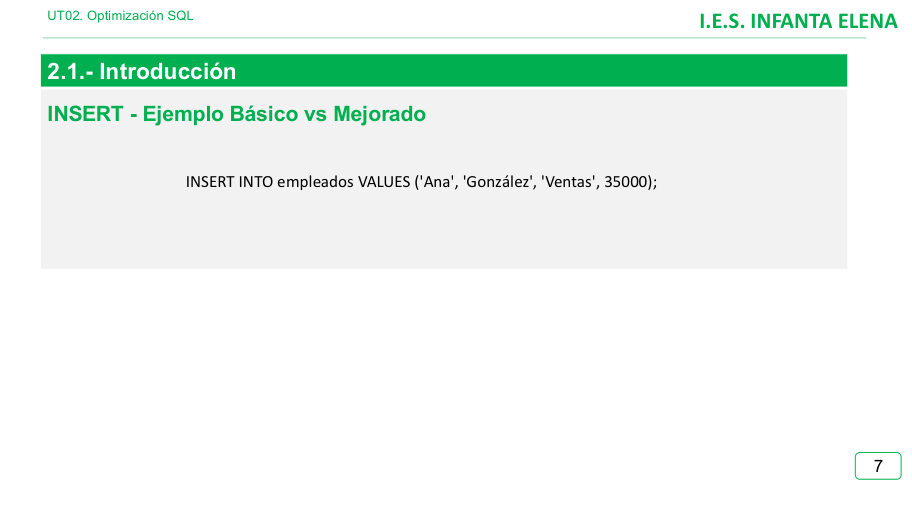 UT02. Optimización SQL
I.E.S. INFANTA ELENA
2.1.- Introducción
INSERT - Ejemplo Básico vs Mejorado
INSERT INTO empleados VALUES ('Ana', 'González', 'Ventas', 35000);
7